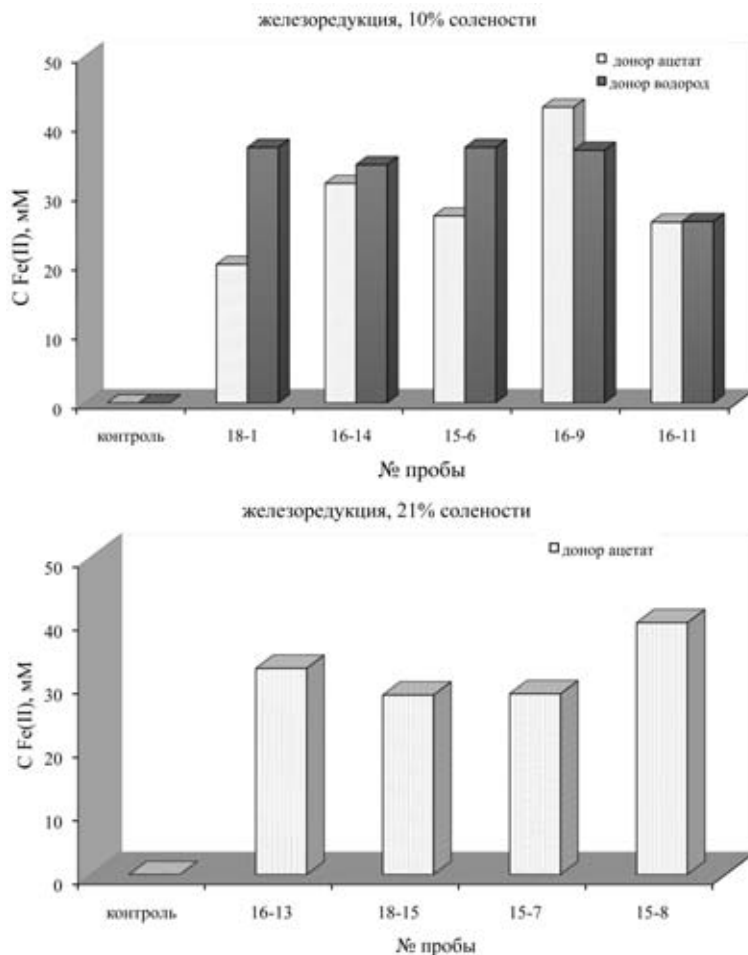 железоредукция, 10% солености
донор ацетат
донор водород
50
40
30
20
10
0
С Fe(II), мМ
контроль 18-1 16-14 15-6 16-9 16-11
№ пробы
железоредукция, 21% солености
донор ацетат
50
40
30
20
10
0
С Fe(II), мМ
контроль 16-13 18-15 15-7 15-8
№ пробы